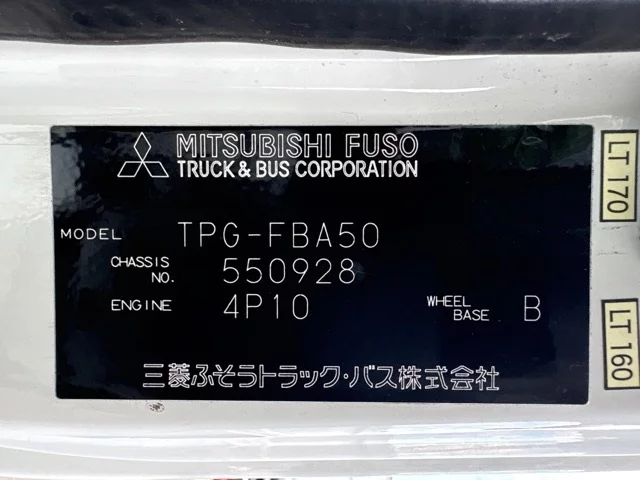 MITSUBISHI FUSO
TRUCK & BUS CORPORATION
MODEL TPG-FBA50
CHASSIS NO. 550928
ENGINE 4P10 WHEEL BASE B
三菱ふそうトラック・バス株式会社
LT 170
LT 160